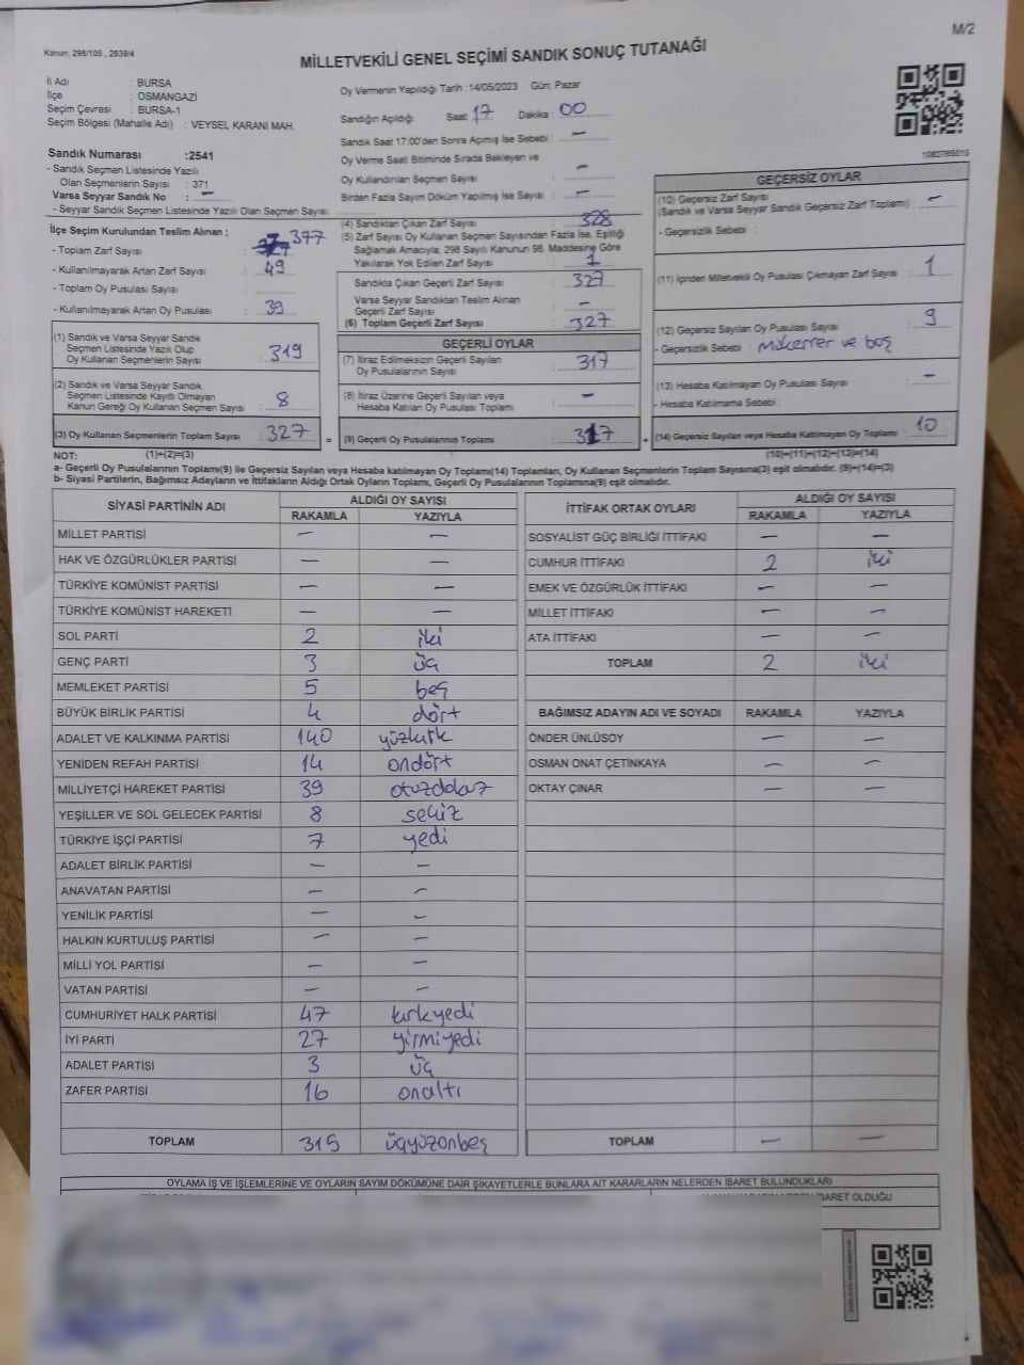 M/2
Kanun: 298/105 , 2839/4
MİLLETVEKİLİ GENEL SEÇİMİ SANDIK SONUÇ TUTANAĞI
İl Adı : BURSA
İlçe : OSMANGAZİ
Seçim Çevresi : BURSA-1
Seçim Bölgesi (Mahalle Adı) : VEYSEL KARANİ MAH.
Oy Vermenin Yapıldığı Tarih :14/05/2023 Gün: Pazar
Sandığın Açıldığı Saat: 17 Dakika: 00
Sandık Saat 17:00'den Sonra Açılmış İse Sebebi : —
Oy Verme Saati Bitiminde Sırada Bekleyen ve
Oy Kullandırılan Seçmen Sayısı : —
Birden Fazla Sayım Döküm Yapılmış İse Sayısı : —
Sandık Numarası :2541
- Sandık Seçmen Listesinde Yazılı
Olan Seçmenlerin Sayısı : 371
Varsa Seyyar Sandık No : —
- Seyyar Sandık Seçmen Listesinde Yazılı Olan Seçmen Sayısı:
İlçe Seçim Kurulundan Teslim Alınan :
- Toplam Zarf Sayısı : 377
- Kullanılmayarak Artan Zarf Sayısı : 49
- Toplam Oy Pusulası Sayısı :
- Kullanılmayarak Artan Oy Pusulası : 39
(1) Sandık ve Varsa Seyyar Sandık
Seçmen Listesinde Yazılı Olup
Oy Kullanan Seçmenlerin Sayısı : 319
(2) Sandık ve Varsa Seyyar Sandık
Seçmen Listesinde Kayıtlı Olmayan
Kanun Gereği Oy Kullanan Seçmen Sayısı : 8
(3) Oy Kullanan Seçmenlerin Toplam Sayısı : 327
(4) Sandıktan Çıkan Zarf Sayısı : 328
(5) Zarf Sayısı Oy Kullanan Seçmen Sayısından Fazla İse, Eşitliği
Sağlamak Amacıyla, 298 Sayılı Kanunun 98. Maddesine Göre
Yakılarak Yok Edilen Zarf Sayısı : 1
Sandıkta Çıkan Geçerli Zarf Sayısı : 327
Varsa Seyyar Sandıktan Teslim Alınan
Geçerli Zarf Sayısı : —
(6) Toplam Geçerli Zarf Sayısı : 327
GEÇERLİ OYLAR
(7) İtiraz Edilmeksizin Geçerli Sayılan
Oy Pusulalarının Sayısı : 317
(8) İtiraz Üzerine Geçerli Sayılan veya
Hesaba Katılan Oy Pusulası Toplamı : —
= (9) Geçerli Oy Pusulalarının Toplamı : 317
GEÇERSİZ OYLAR
(10) Geçersiz Zarf Sayısı
(Sandık ve Varsa Seyyar Sandık Geçersiz Zarf Toplamı) : —
- Geçersizlik Sebebi :
(11) İçinden Milletvekili Oy Pusulası Çıkmayan Zarf Sayısı : 1
(12) Geçersiz Sayılan Oy Pusulası Sayısı : 9
- Geçersizlik Sebebi : Mükerrer ve boş
(13) Hesaba Katılmayan Oy Pusulası Sayısı : —
- Hesaba Katılmama Sebebi :
+ (14) Geçersiz Sayılan veya Hesaba Katılmayan Oy Toplamı : 10
NOT: (1)+(2)=(3) (10)+(11)+(12)+(13)=(14)
a- Geçerli Oy Pusulalarının Toplamı(9) ile Geçersiz Sayılan veya Hesaba katılmayan Oy Toplamı(14) Toplamları, Oy Kullanan Seçmenlerin Toplam Sayısına(3) eşit olmalıdır. (9)+(14)=(3)
b- Siyasi Partilerin, Bağımsız Adayların ve İttifakların Aldığı Ortak Oyların Toplamı, Geçerli Oy Pusulalarının Toplamına(9) eşit olmalıdır.
SİYASİ PARTİNİN ADI ALDIĞI OY SAYISI
RAKAMLA YAZIYLA
MİLLET PARTİSİ — —
HAK VE ÖZGÜRLÜKLER PARTİSİ — —
TÜRKİYE KOMÜNİST PARTİSİ — —
TÜRKİYE KOMÜNİST HAREKETİ — —
SOL PARTİ 2 iki
GENÇ PARTİ 3 üç
MEMLEKET PARTİSİ 5 beş
BÜYÜK BİRLİK PARTİSİ 4 dört
ADALET VE KALKINMA PARTİSİ 140 yüzkırk
YENİDEN REFAH PARTİSİ 14 ondört
MİLLİYETÇİ HAREKET PARTİSİ 39 otuzdokuz
YEŞİLLER VE SOL GELECEK PARTİSİ 8 sekiz
TÜRKİYE İŞÇİ PARTİSİ 7 yedi
ADALET BİRLİK PARTİSİ — —
ANAVATAN PARTİSİ — —
YENİLİK PARTİSİ — —
HALKIN KURTULUŞ PARTİSİ — —
MİLLİ YOL PARTİSİ — —
VATAN PARTİSİ — —
CUMHURİYET HALK PARTİSİ 47 kırkyedi
İYİ PARTİ 27 yirmiyedi
ADALET PARTİSİ 3 üç
ZAFER PARTİSİ 16 onaltı
TOPLAM 315 üçyüzonbeş
İTTİFAK ORTAK OYLARI ALDIĞI OY SAYISI
RAKAMLA YAZIYLA
SOSYALİST GÜÇ BİRLİĞİ İTTİFAKI — —
CUMHUR İTTİFAKI 2 iki
EMEK VE ÖZGÜRLÜK İTTİFAKI — —
MİLLET İTTİFAKI — —
ATA İTTİFAKI — —
TOPLAM 2 iki
BAĞIMSIZ ADAYIN ADI VE SOYADI RAKAMLA YAZIYLA
ÖNDER ÜNLÜSOY — —
OSMAN ONAT ÇETİNKAYA — —
OKTAY ÇINAR — —
TOPLAM — —
OYLAMA İŞ VE İŞLEMLERİNE VE OYLARIN SAYIM DÖKÜMÜNE DAİR ŞİKAYETLERLE BUNLARA AİT KARARLARIN NELERDEN İBARET BULUNDUKLARI
İBARET OLDUĞU